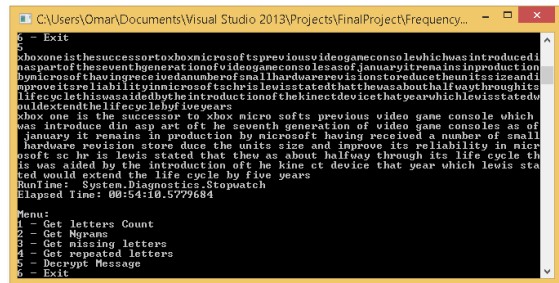 C:\Users\Omar\Documents\Visual Studio 2013\Projects\FinalProject\Frequency...
6 - Exit
5
xboxoneisthesuccessortoxboxmicrosoftspreviousvideogameconsolewhichwasintroducedi
naspartoftheseventhgenerationofvideogameconsolesasofjanuaryitremainsinproduction
bymicrosofthavingreceivedanumberofsmallhardwarerevisionstoreducetheunitssizeandi
mproveitsreliabilityinmicrosoftschrislewisstatedthatthewasabouthalfwaythroughits
lifecyclethiswasaidedbytheintroductionofthekinectdevicethatyearwhichlewisstatedw
ouldextendthelifecyclebyfiveyears
xbox one is the successor to xbox micro softs previous video game console which
was introduce din asp art oft he seventh generation of video game consoles as of
january it remains in production by microsoft having received a number of small
hardware revision store duce the units size and improve its reliability in micr
osoft sc hr is lewis stated that thew as about halfway through its life cycle th
is was aided by the introduction oft he kine ct device that year which lewis sta
ted would extend the life cycle by five years
RunTime: System.Diagnostics.Stopwatch
Elapsed Time: 00:54:10.5779684
Menu:
1 - Get letters Count
2 - Get Ngrams
3 - Get missing letters
4 - Get repeated letters
5 - Decrypt Message
6 - Exit